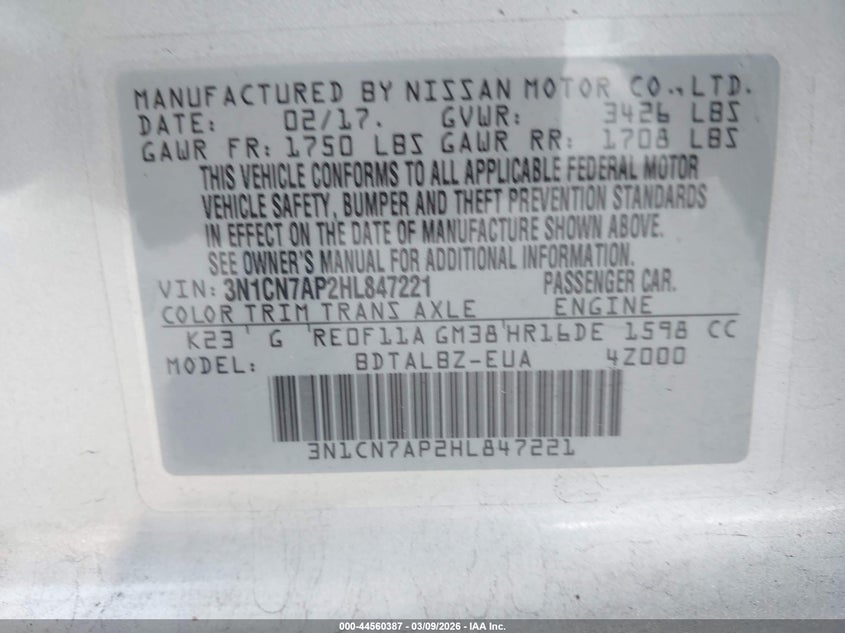 MANUFACTURED BY NISSAN MOTOR CO., LTD.
DATE: 02/17. GVWR: 3426 LBS
GAWR FR: 1750 LBS GAWR RR: 1708 LBS
THIS VEHICLE CONFORMS TO ALL APPLICABLE FEDERAL MOTOR
VEHICLE SAFETY, BUMPER AND THEFT PREVENTION STANDARDS
IN EFFECT ON THE DATE OF MANUFACTURE SHOWN ABOVE.
SEE OWNER'S MANUAL FOR ADDITIONAL INFORMATION.
VIN: 3N1CN7AP2HL847221 PASSENGER CAR.
COLOR TRIM TRANS AXLE ENGINE
K23 G RE0F11A GM38 HR16DE 1598 CC
MODEL: BDTALBZ-EUA 4Z000
3N1CN7AP2HL847221
000-44560387 - 03/09/2026 - IAA Inc.